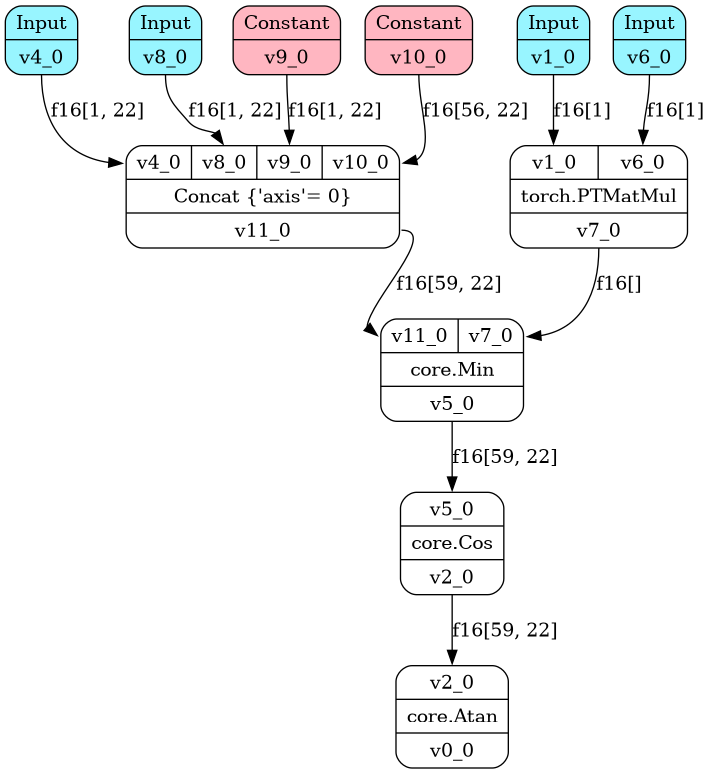 Input
v4_0
Input
v8_0
Constant
v9_0
Constant
v10_0
Input
v1_0
Input
v6_0
f16[1, 22]
f16[1, 22]
f16[1, 22]
f16[56, 22]
f16[1]
f16[1]
v4_0 v8_0 v9_0 v10_0
Concat {'axis'= 0}
v11_0
v1_0 v6_0
torch.PTMatMul
v7_0
f16[59, 22]
f16[]
v11_0 v7_0
core.Min
v5_0
f16[59, 22]
v5_0
core.Cos
v2_0
f16[59, 22]
v2_0
core.Atan
v0_0